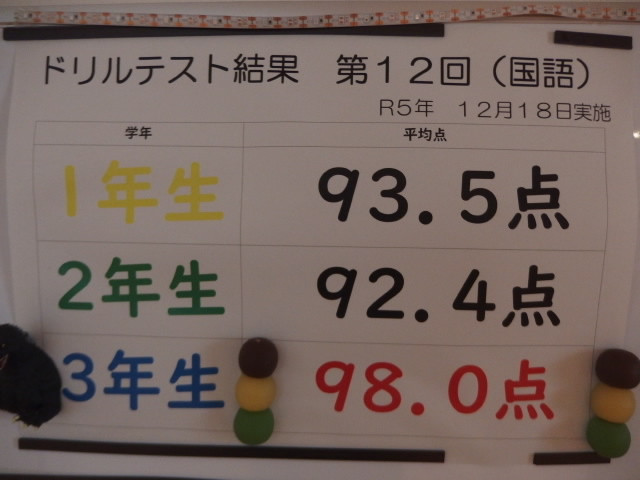 ドリルテスト結果　第１２回（国語）
R５年　１２月１８日実施
学年　平均点
1年生　93.5点
2年生　92.4点
3年生　98.0点